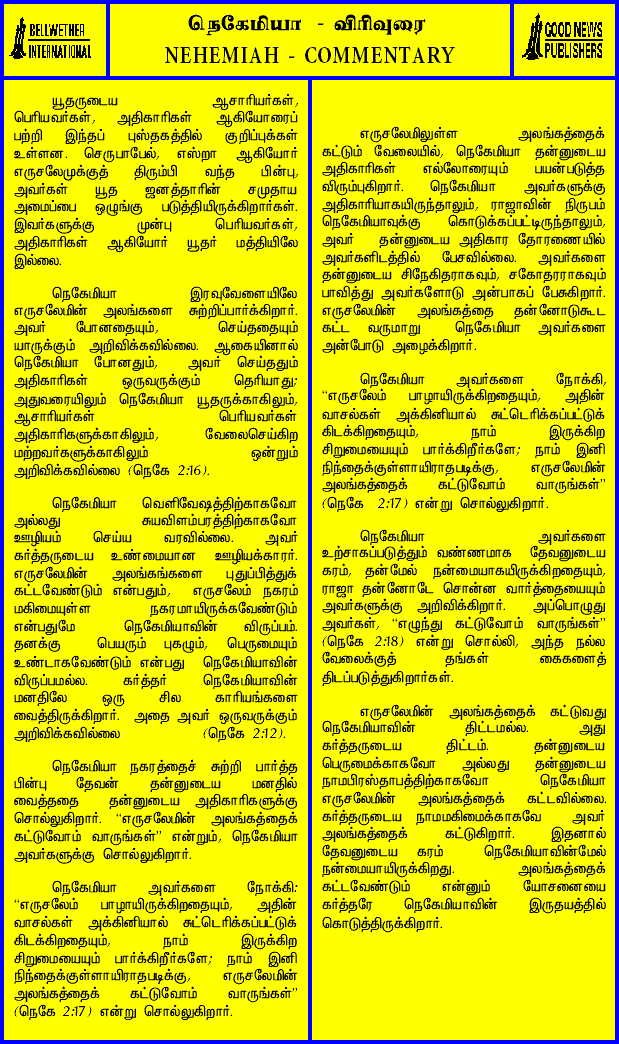 BELLWETHER
INTERNATIONAL
நெகேமியா - விரிவுரை
NEHEMIAH - COMMENTARY
GOOD NEWS
PUBLISHERS
யூதருடைய ஆசாரியர்கள்,
பெரியவர்கள், அதிகாரிகள் ஆகியோரைப்
பற்றி இந்தப் புஸ்தகத்தில் குறிப்புக்கள்
உள்ளன. செருபாபேல், எஸ்றா ஆகியோர்
எருசலேமுக்குத் திரும்பி வந்த பின்பு,
அவர்கள் யூத ஜனத்தாரின் சமுதாய
அமைப்பை ஒழுங்கு படுத்தியிருக்கிறார்கள்.
இவர்களுக்கு முன்பு பெரியவர்கள்,
அதிகாரிகள் ஆகியோர் யூதர் மத்தியிலே
இல்லை.
நெகேமியா இரவுவேளையிலே
எருசலேமின் அலங்களை சுற்றிப்பார்க்கிறார்.
அவர் போனதையும், செய்ததையும்
யாருக்கும் அறிவிக்கவில்லை. ஆகையினால்
நெகேமியா போனதும், அவர் செய்ததும்
அதிகாரிகள் ஒருவருக்கும் தெரியாது;
அதுவரையிலும் நெகேமியா யூதருக்காகிலும்,
ஆசாரியர்கள் பெரியவர்கள்
அதிகாரிகளுக்காகிலும், வேலைசெய்கிற
மற்றவர்களுக்காகிலும் ஒன்றும்
அறிவிக்கவில்லை (நெகே 2:16).
நெகேமியா வெளிவேஷத்திற்காகவோ
அல்லது சுயவிளம்பரத்திற்காகவோ
ஊழியம் செய்ய வரவில்லை. அவர்
கர்த்தருடைய உண்மையான ஊழியக்காரர்.
எருசலேமின் அலங்கங்களை புதுப்பித்துக்
கட்டவேண்டும் என்பதும், எருசலேம் நகரம்
மகிமையுள்ள நகரமாயிருக்கவேண்டும்
என்பதுமே நெகேமியாவின் விருப்பம்.
தனக்கு பெயரும் புகழும், பெருமையும்
உண்டாகவேண்டும் என்பது நெகேமியாவின்
விருப்பமல்ல. கர்த்தர் நெகேமியாவின்
மனதிலே ஒரு சில காரியங்களை
வைத்திருக்கிறார். அதை அவர் ஒருவருக்கும்
அறிவிக்கவில்லை (நெகே 2:12).
நெகேமியா நகரத்தைச் சுற்றி பார்த்த
பின்பு தேவன் தன்னுடைய மனதில்
வைத்ததை தன்னுடைய அதிகாரிகளுக்கு
சொல்லுகிறார். “எருசலேமின் அலங்கத்தைக்
கட்டுவோம் வாருங்கள்” என்றும், நெகேமியா
அவர்களுக்கு சொல்லுகிறார்.
நெகேமியா அவர்களை நோக்கி:
“எருசலேம் பாழாயிருக்கிறதையும், அதின்
வாசல்கள் அக்கினியால் சுட்டெரிக்கப்பட்டுக்
கிடக்கிறதையும், நாம் இருக்கிற
சிறுமையையும் பார்க்கிறீர்களே; நாம் இனி
நிந்தைக்குள்ளாயிராதபடிக்கு, எருசலேமின்
அலங்கத்தைக் கட்டுவோம் வாருங்கள்”
(நெகே 2:17) என்று சொல்லுகிறார்.
எருசலேமிலுள்ள அலங்கத்தைக்
கட்டும் வேலையில், நெகேமியா தன்னுடைய
அதிகாரிகள் எல்லோரையும் பயன்படுத்த
விரும்புகிறார். நெகேமியா அவர்களுக்கு
அதிகாரியாகயிருந்தாலும், ராஜாவின் நிருபம்
நெகேமியாவுக்கு கொடுக்கப்பட்டிருந்தாலும்,
அவர் தன்னுடைய அதிகார தோரணையில்
அவர்களிடத்தில் பேசவில்லை. அவர்களை
தன்னுடைய சிநேகிதராகவும், சகோதரராகவும்
பாவித்து அவர்களோடு அன்பாகப் பேசுகிறார்.
எருசலேமின் அலங்கத்தை தன்னோடுகூட
கட்ட வருமாறு நெகேமியா அவர்களை
அன்போடு அழைக்கிறார்.
நெகேமியா அவர்களை நோக்கி,
“எருசலேம் பாழாயிருக்கிறதையும், அதின்
வாசல்கள் அக்கினியால் சுட்டெரிக்கப்பட்டுக்
கிடக்கிறதையும், நாம் இருக்கிற
சிறுமையையும் பார்க்கிறீர்களே; நாம் இனி
நிந்தைக்குள்ளாயிராதபடிக்கு, எருசலேமின்
அலங்கத்தைக் கட்டுவோம் வாருங்கள்”
(நெகே 2:17) என்று சொல்லுகிறார்.
நெகேமியா அவர்களை
உற்சாகப்படுத்தும் வண்ணமாக தேவனுடைய
கரம், தன்மேல் நன்மையாகயிருக்கிறதையும்,
ராஜா தன்னோடே சொன்ன வார்த்தையையும்
அவர்களுக்கு அறிவிக்கிறார். அப்பொழுது
அவர்கள், “எழுந்து கட்டுவோம் வாருங்கள்”
(நெகே 2:18) என்று சொல்லி, அந்த நல்ல
வேலைக்குத் தங்கள் கைகளைத்
திடப்படுத்துகிறார்கள்.
எருசலேமின் அலங்கத்தைக் கட்டுவது
நெகேமியாவின் திட்டமல்ல. அது
கர்த்தருடைய திட்டம். தன்னுடைய
பெருமைக்காகவோ அல்லது தன்னுடைய
நாமபிரஸ்தாபத்திற்காகவோ நெகேமியா
எருசலேமின் அலங்கத்தைக் கட்டவில்லை.
கர்த்தருடைய நாமமகிமைக்காகவே அவர்
அலங்கத்தைக் கட்டுகிறார். இதனால்
தேவனுடைய கரம் நெகேமியாவின்மேல்
நன்மையாயிருக்கிறது. அலங்கத்தைக்
கட்டவேண்டும் என்னும் யோசனையை
கர்த்தரே நெகேமியாவின் இருதயத்தில்
கொடுத்திருக்கிறார்.